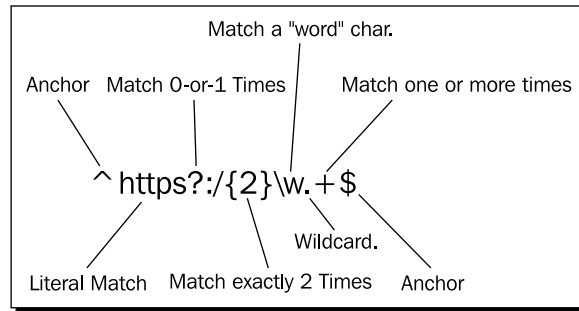 Match a "word" char.
Anchor
Match 0-or-1 Times
Match one or more times
^https?:/{2}\w.+$
Wildcard.
Literal Match
Match exactly 2 Times
Anchor